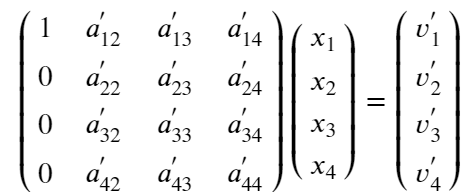 ( 1 a′₁₂ a′₁₃ a′₁₄ ) ( x₁ ) ( v′₁ )
( 0 a′₂₂ a′₂₃ a′₂₄ ) ( x₂ ) = ( v′₂ )
( 0 a′₃₂ a′₃₃ a′₃₄ ) ( x₃ ) ( v′₃ )
( 0 a′₄₂ a′₄₃ a′₄₄ ) ( x₄ ) ( v′₄ )